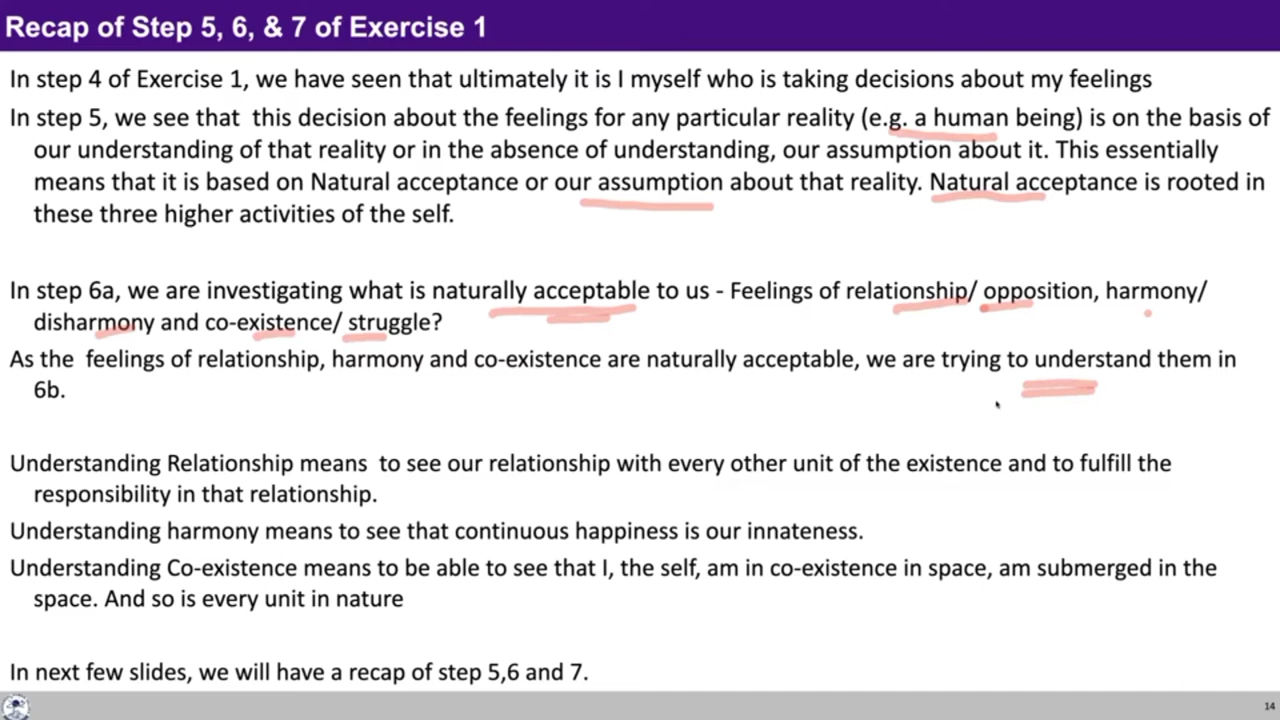 Recap of Step 5, 6, & 7 of Exercise 1
In step 4 of Exercise 1, we have seen that ultimately it is I myself who is taking decisions about my feelings
In step 5, we see that this decision about the feelings for any particular reality (e.g. a human being) is on the basis of
our understanding of that reality or in the absence of understanding, our assumption about it. This essentially
means that it is based on Natural acceptance or our assumption about that reality. Natural acceptance is rooted in
these three higher activities of the self.
In step 6a, we are investigating what is naturally acceptable to us - Feelings of relationship/ opposition, harmony/
disharmony and co-existence/ struggle?
As the feelings of relationship, harmony and co-existence are naturally acceptable, we are trying to understand them in
6b.
Understanding Relationship means to see our relationship with every other unit of the existence and to fulfill the
responsibility in that relationship.
Understanding harmony means to see that continuous happiness is our innateness.
Understanding Co-existence means to be able to see that I, the self, am in co-existence in space, am submerged in the
space. And so is every unit in nature
In next few slides, we will have a recap of step 5,6 and 7.
14